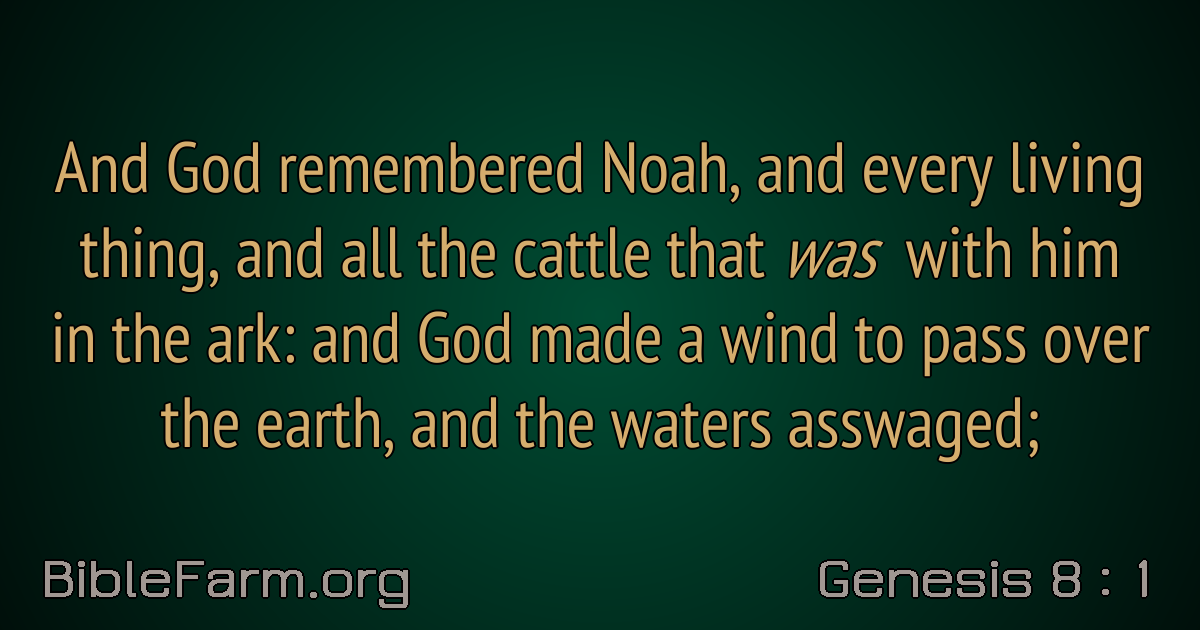 And God remembered Noah, and every living
thing, and all the cattle that was with him
in the ark: and God made a wind to pass over
the earth, and the waters asswaged;
BibleFarm.org
Genesis 8 : 1